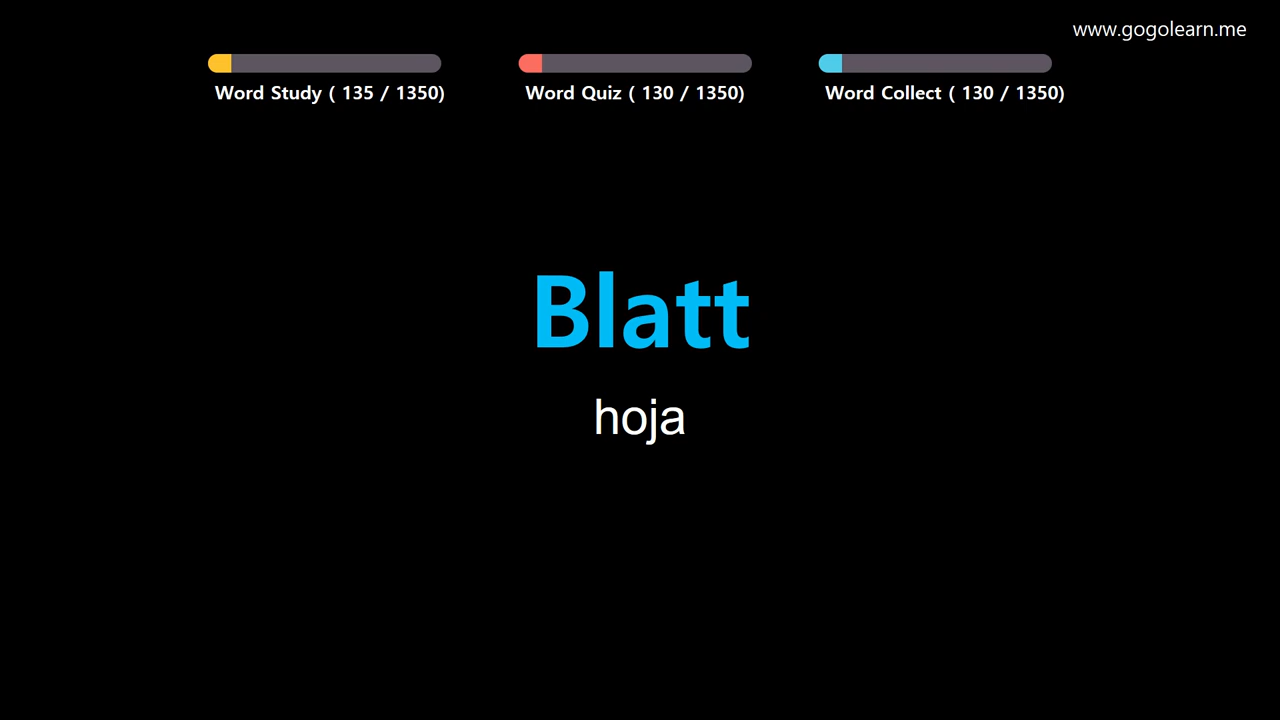 www.gogolearn.me
Word Study ( 135 / 1350)
Word Quiz ( 130 / 1350)
Word Collect ( 130 / 1350)
Blatt
hoja